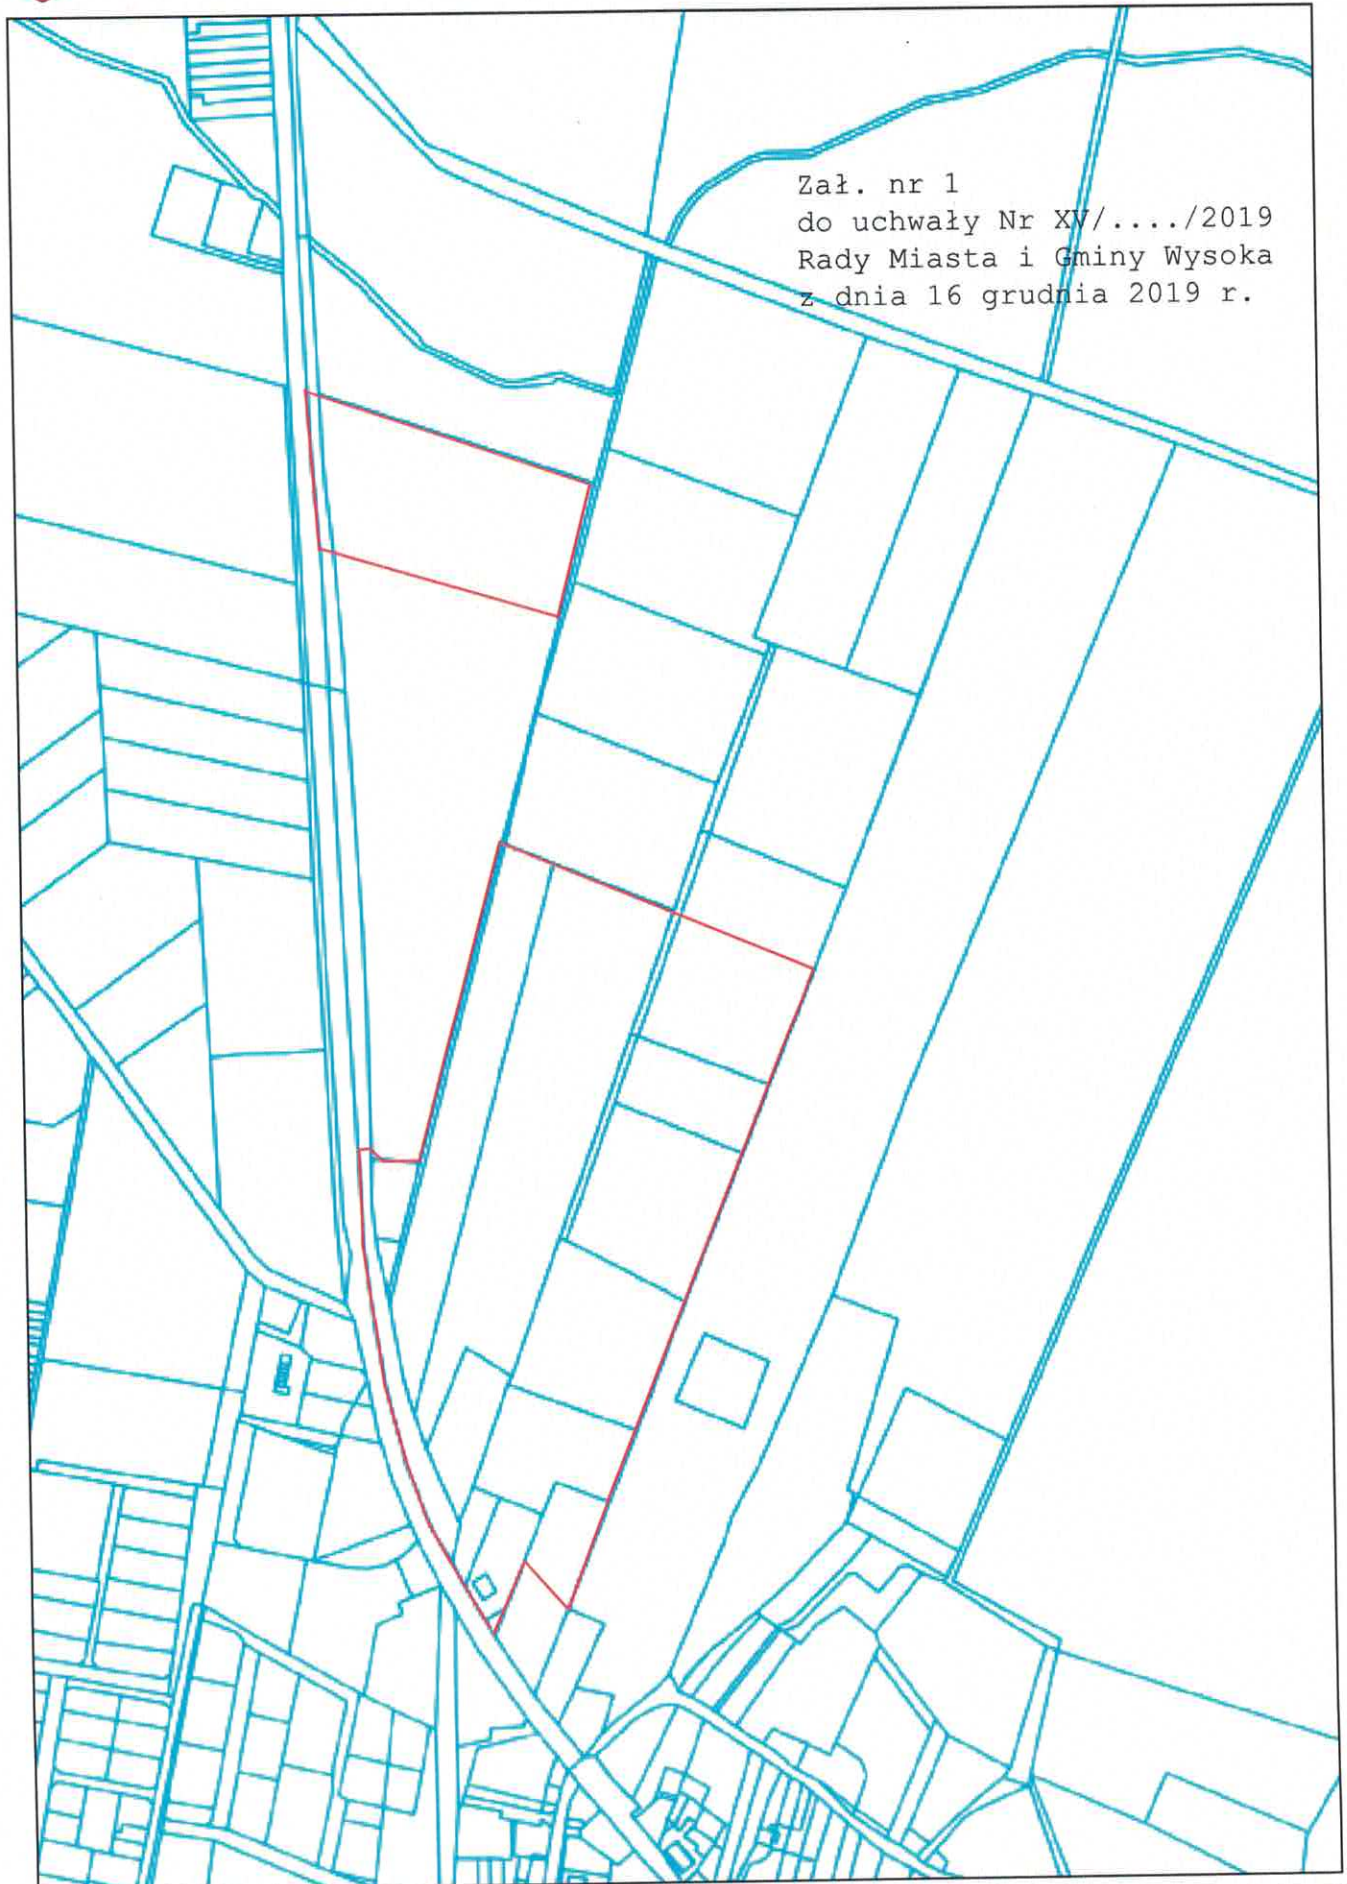 Zał. nr 1
do uchwały Nr XV/..../2019
Rady Miasta i Gminy Wysoka
z dnia 16 grudnia 2019 r.